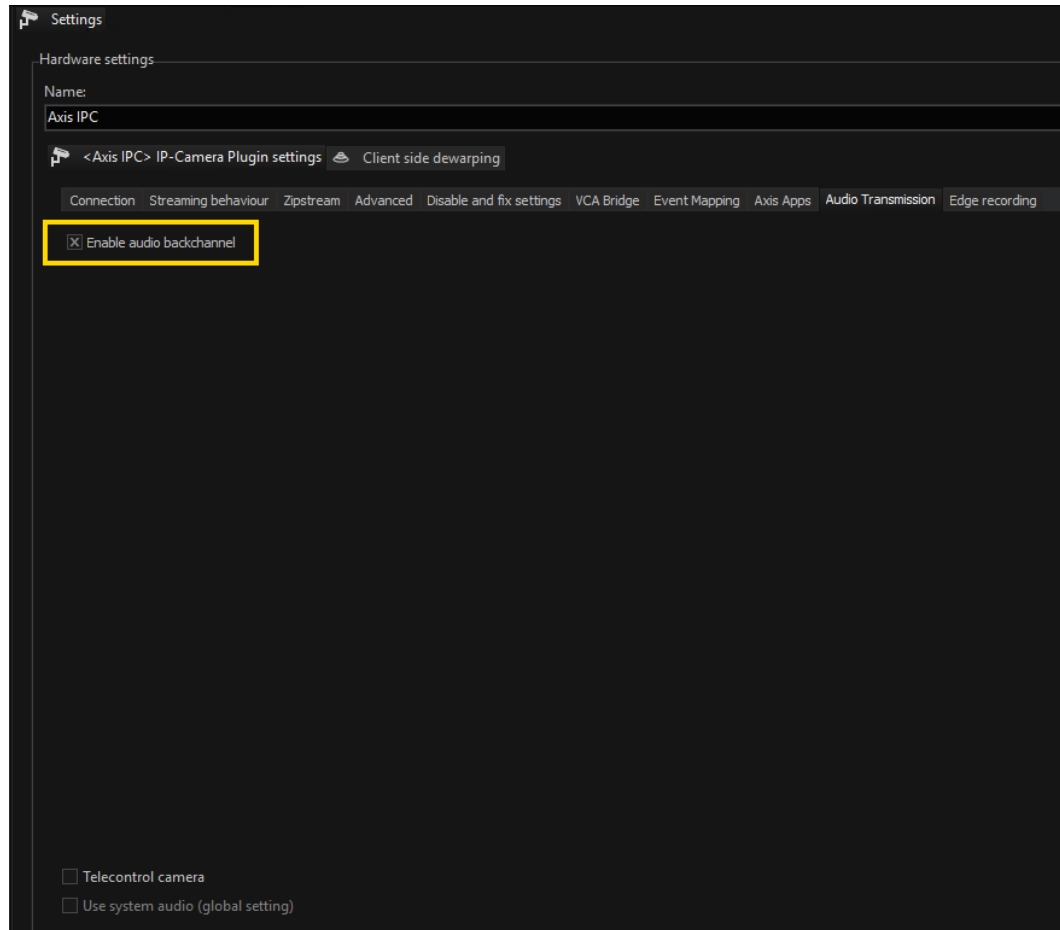 Settings
Hardware settings
Name:
Axis IPC
<Axis IPC> IP-Camera Plugin settings Client side dewarping
Connection Streaming behaviour Zipstream Advanced Disable and fix settings VCA Bridge Event Mapping Axis Apps Audio Transmission Edge recording
Enable audio backchannel
Telecontrol camera
Use system audio (global setting)